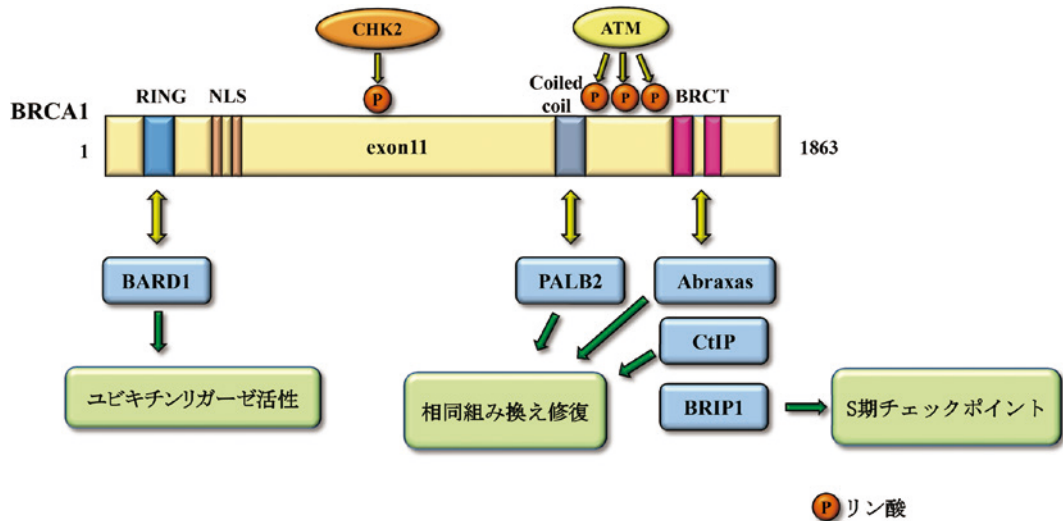 CHK2
ATM
P
P P P
RING
NLS
Coiled
coil
BRCT
BRCA1
1
exon11
1863
BARD1
PALB2
Abraxas
CtIP
BRIP1
ユビキチンリガーゼ活性
相同組み換え修復
S期チェックポイント
P リン酸